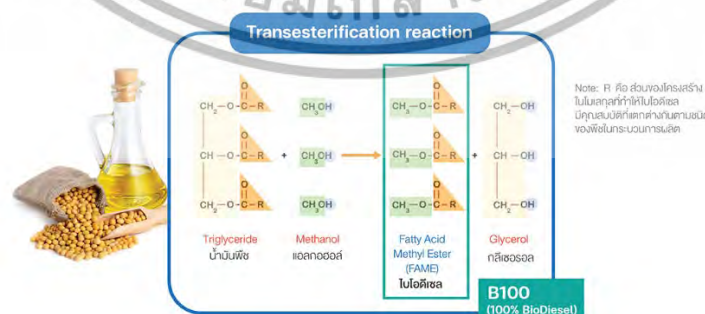 Transesterification reaction
O O
CH2-O-C-R CH3OH CH3-O-C-R CH2-OH
O O
CH-O-C-R + CH3OH CH3-O-C-R + CH-OH
O O
CH2-O-C-R CH3OH CH3-O-C-R CH2-OH
Triglyceride
น้ำมันพืช
Methanol
แอลกอฮอล์
Fatty Acid
Methyl Ester
(FAME)
ไบโอดีเซล
Glycerol
กลีเซอรอล
B100
(100% BioDiesel)
Note: R คือ ส่วนของโครงสร้าง
ในโมเลกุลที่ทำให้ไบโอดีเซล
มีคุณสมบัติที่แตกต่างกันตามชนิด
ของพืชในกระบวนการผลิต